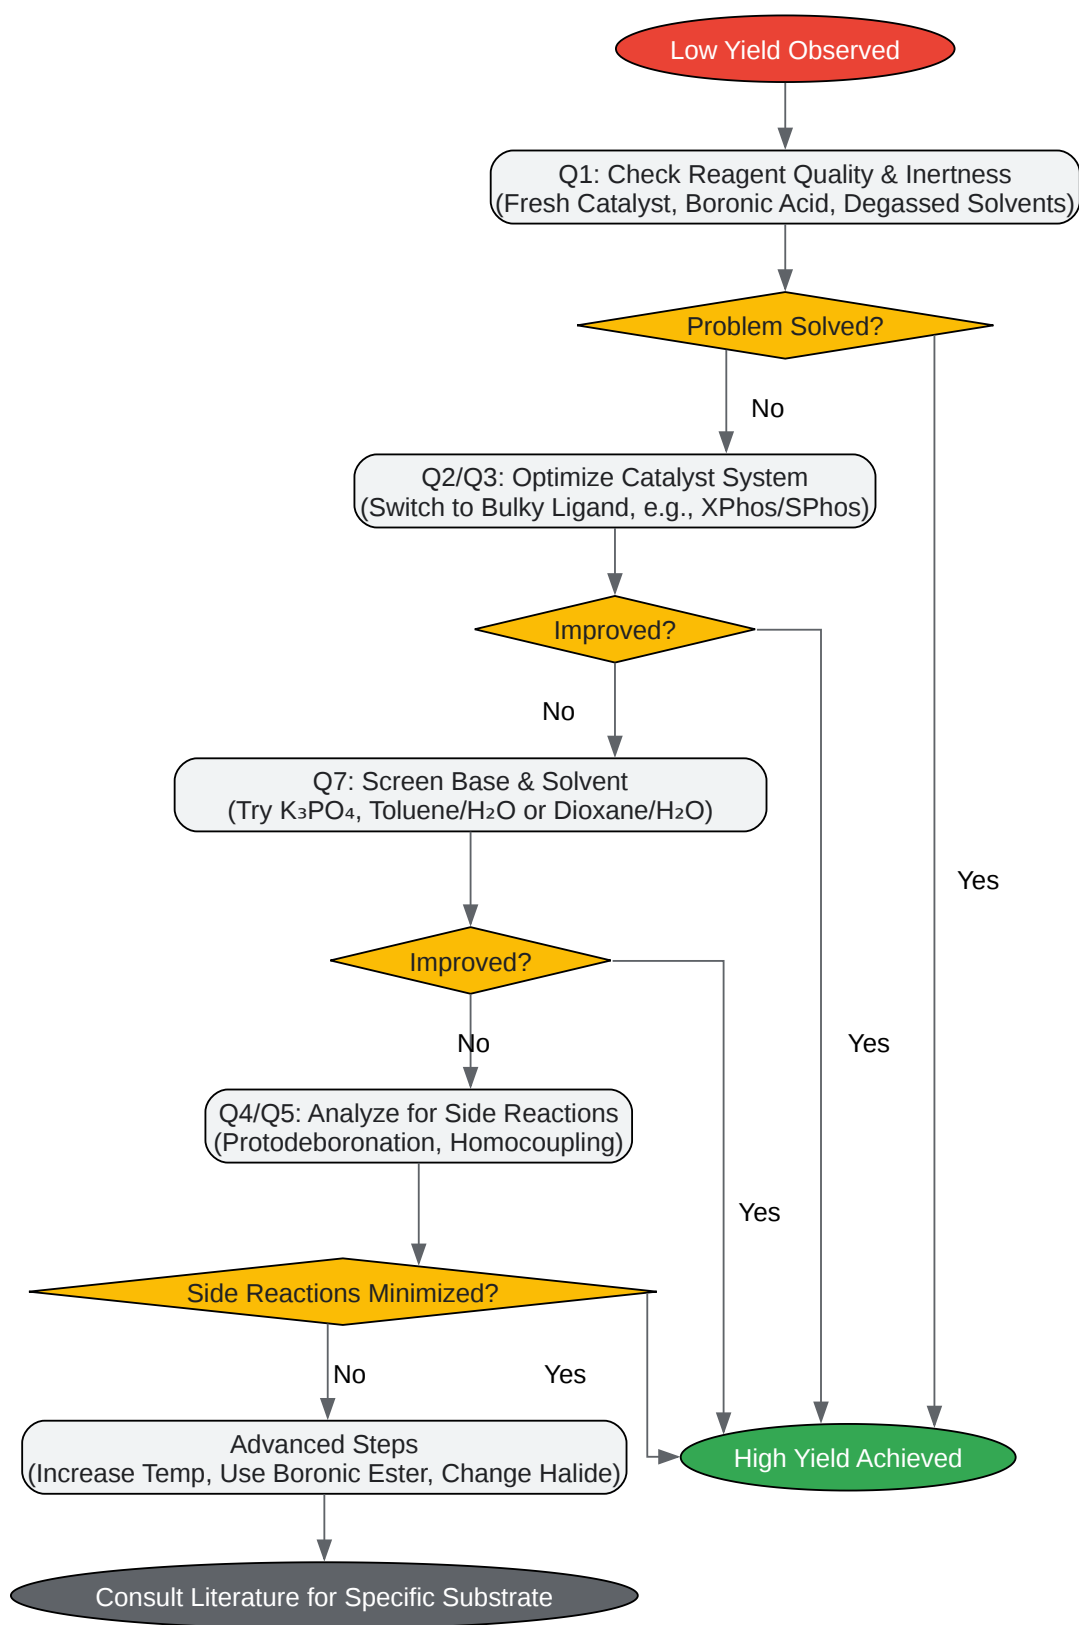 Low Yield Observed
Q1: Check Reagent Quality & Inertness
(Fresh Catalyst, Boronic Acid, Degassed Solvents)
Problem Solved?
No
Q2/Q3: Optimize Catalyst System
(Switch to Bulky Ligand, e.g., XPhos/SPhos)
Improved?
No
Q7: Screen Base & Solvent
(Try K₃PO₄, Toluene/H₂O or Dioxane/H₂O)
Yes
Improved?
No
Yes
Q4/Q5: Analyze for Side Reactions
(Protodeboronation, Homocoupling)
Yes
Side Reactions Minimized?
No
Yes
Advanced Steps
(Increase Temp, Use Boronic Ester, Change Halide)
High Yield Achieved
Consult Literature for Specific Substrate